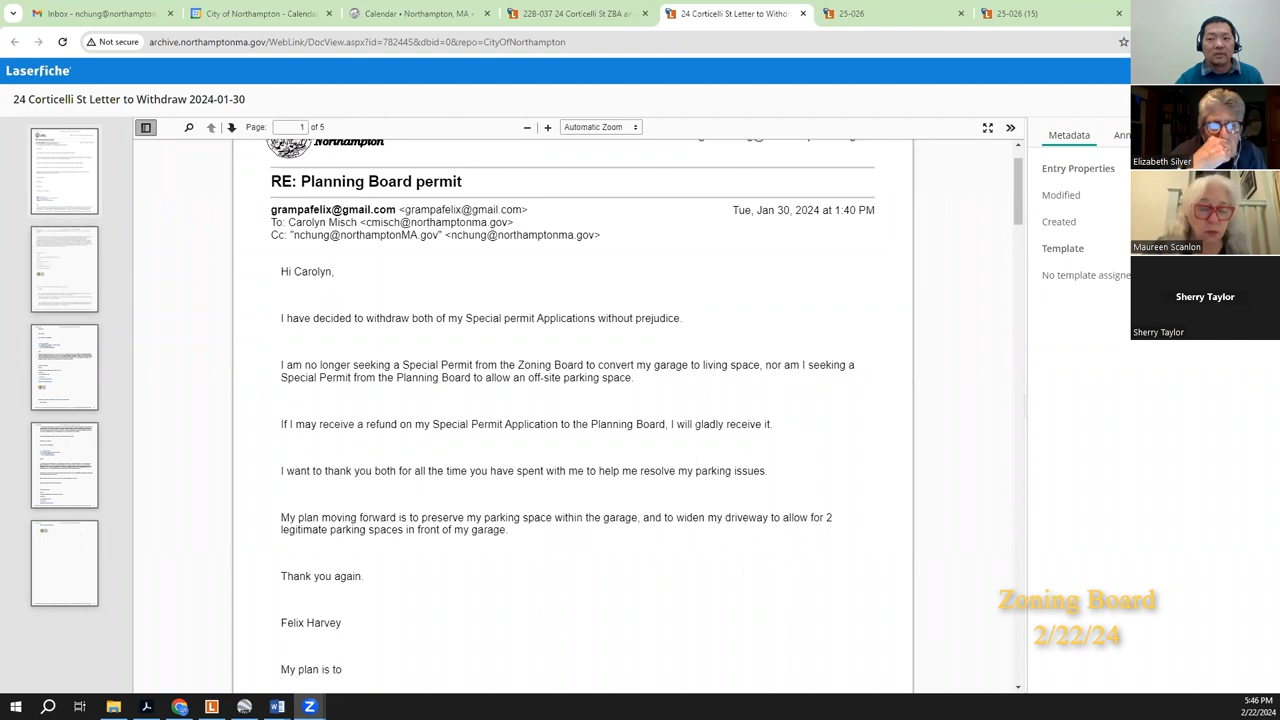 Inbox - nchung@northampton
City of Northampton - Calenda
Calendar • Northampton, MA •
22B-037 24 Corticelli St ZBA a
24 Corticelli St Letter to Withdr
25-026
25-026 (15)
Not secure
archive.northamptonma.gov/WebLink/DocView.aspx?id=782445&dbid=0&repo=CityOfNorthampton
Laserfiche
24 Corticelli St Letter to Withdraw 2024-01-30
Page: 1 of 5
Automatic Zoom
Metadata
Ann
Northampton
RE: Planning Board permit
grampafelix@gmail.com <grampafelix@gmail.com>
Tue, Jan 30, 2024 at 1:40 PM
To: Carolyn Misch <cmisch@northamptonma.gov>
Cc: "nchung@northamptonMA.gov" <nchung@northamptonma.gov>
Hi Carolyn,
I have decided to withdraw both of my Special permit Applications without prejudice.
I am no longer seeking a Special Permit from the Zoning Board to convert my garage to living space, nor am I seeking a
Special Permit from the Planning Board to allow an off-site parking space.
If I may receive a refund on my Special Permit Application to the Planning Board, I will gladly receive it.
I want to thank you both for all the time you have spent with me to help me resolve my parking issues.
My plan moving forward is to preserve my parking space within the garage, and to widen my driveway to allow for 2
legitimate parking spaces in front of my garage.
Thank you again.
Felix Harvey
My plan is to
Entry Properties
Modified
Created
Template
No template assigne
Elizabeth Silver
Maureen Scanlon
Sherry Taylor
Sherry Taylor
Zoning Board
2/22/24
5:46 PM
2/22/2024